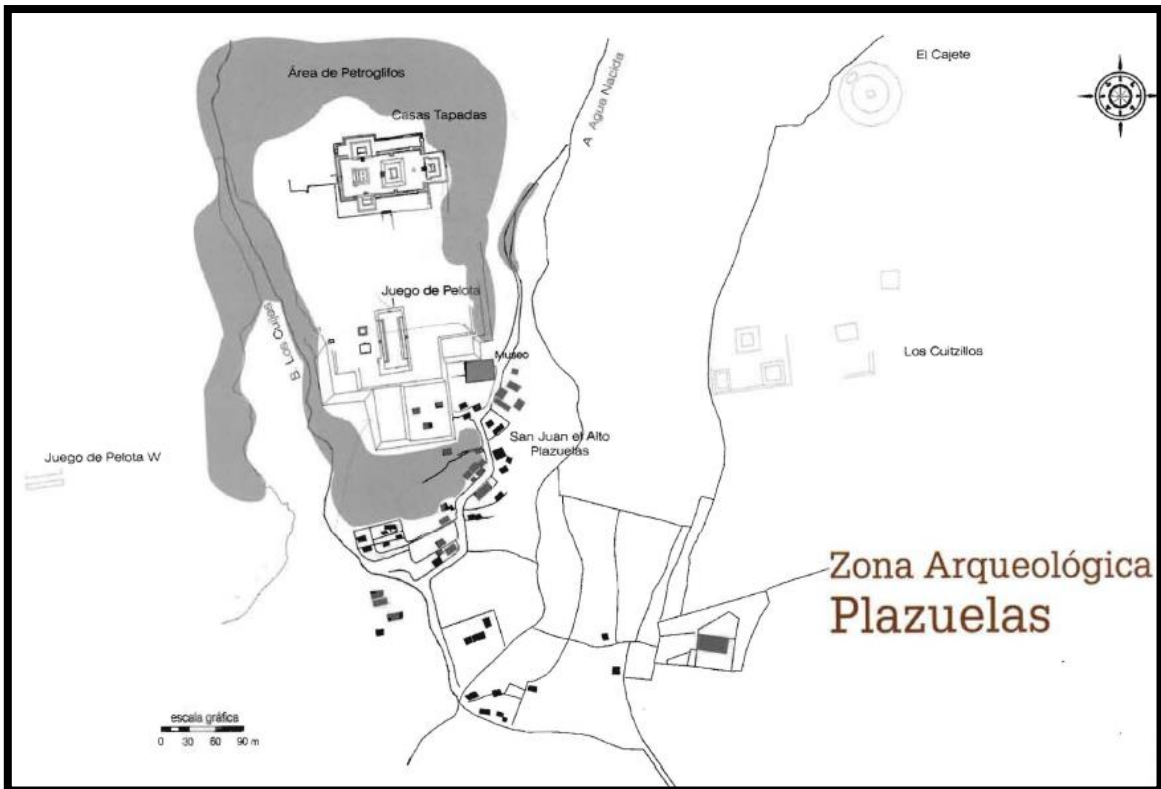 Área de Petroglifos
Casas Tapadas
A Agua Nacida
El Cajete
Juego de Pelota
B. Los Cuijes
Museo
Los Cuitzillos
San Juan el Alto
Plazuelas
Juego de Pelota W
Zona Arqueológica
Plazuelas
escala gráfica
0 30 60 90 m